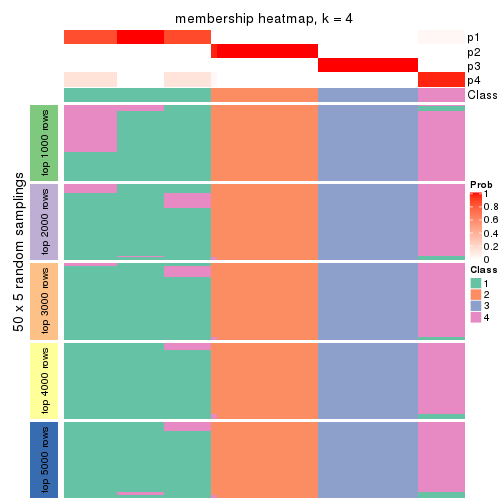 membership heatmap, k = 4
p1
p2
p3
p4
Class
50 x 5 random samplings
top 1000 rows
top 2000 rows
top 3000 rows
top 4000 rows
top 5000 rows
Prob
1
0.8
0.6
0.4
0.2
0
Class
1
2
3
4